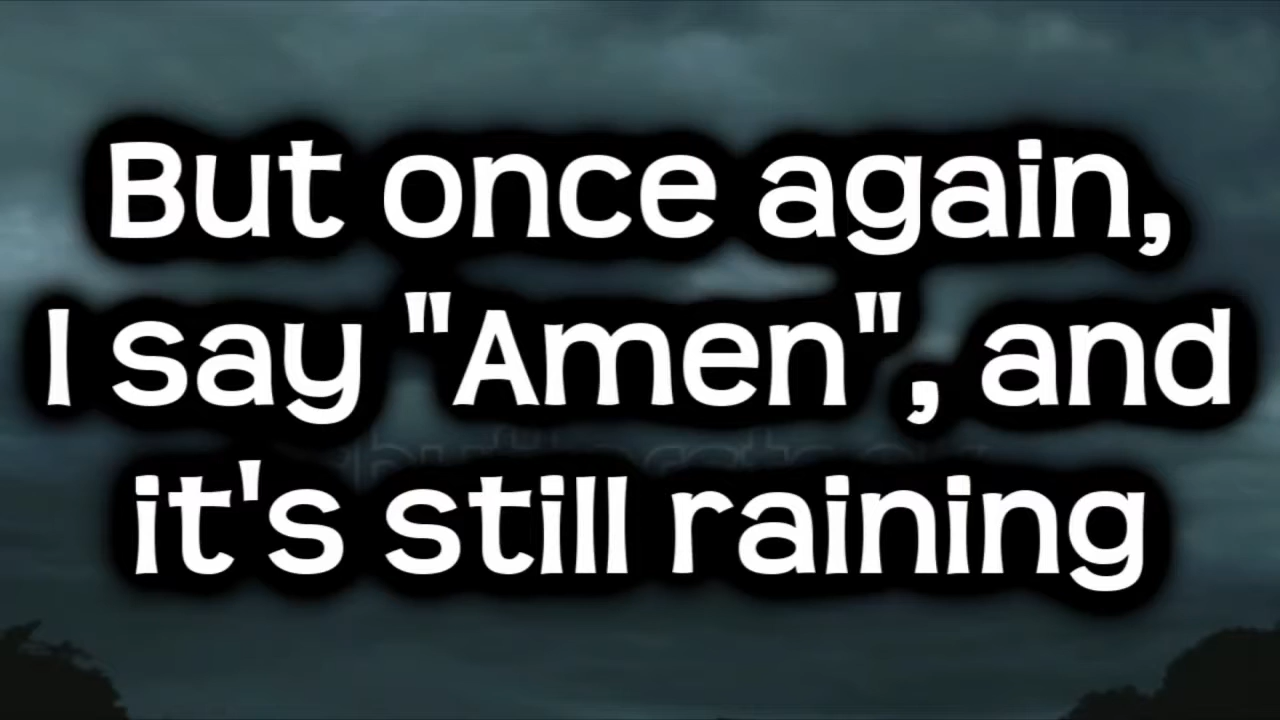 But once again,
I say "Amen", and
it's still raining